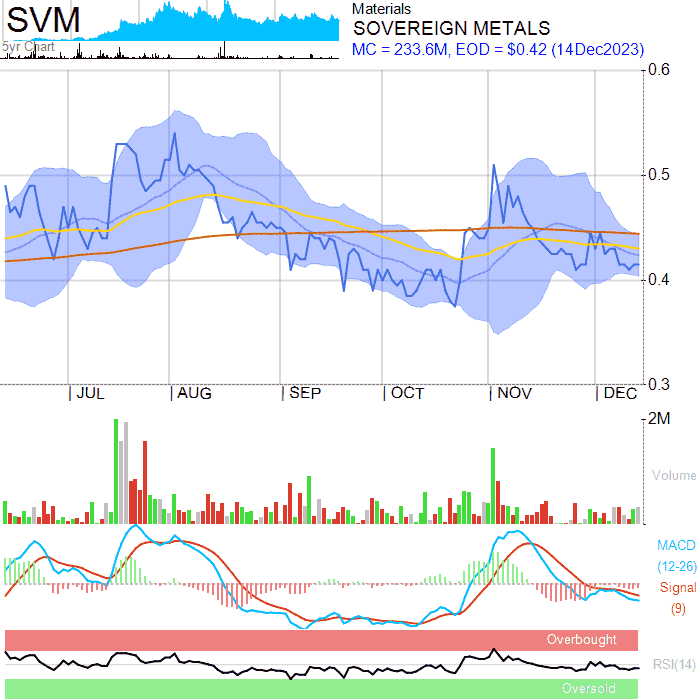 SVM
5yr Chart
Materials
SOVEREIGN METALS
MC = 233.6M, EOD = $0.42 (14Dec2023)
0.6
0.5
0.4
0.3
JUL AUG SEP OCT NOV DEC
2M
Volume
MACD
(12-26)
Signal
(9)
Overbought
RSI(14)
Oversold